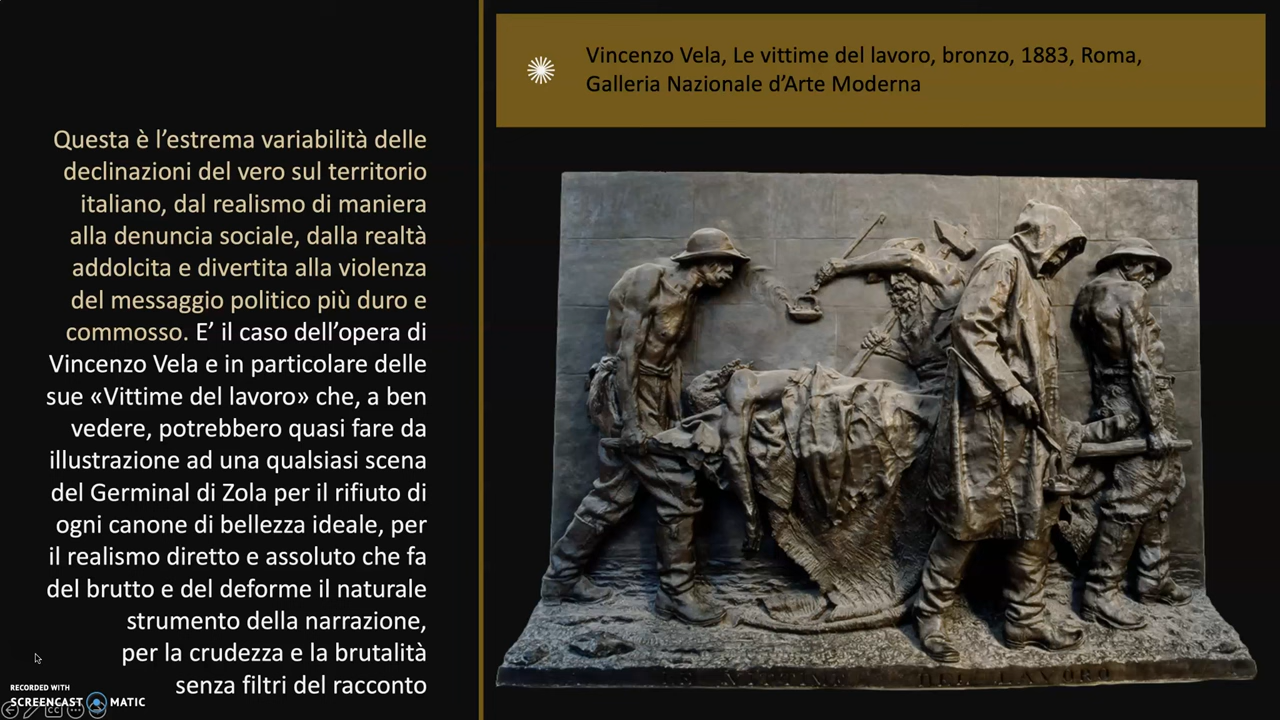 Vincenzo Vela, Le vittime del lavoro, bronzo, 1883, Roma,
Galleria Nazionale d’Arte Moderna
Questa è l’estrema variabilità delle
declinazioni del vero sul territorio
italiano, dal realismo di maniera
alla denuncia sociale, dalla realtà
addolcita e divertita alla violenza
del messaggio politico più duro e
commosso. E’ il caso dell’opera di
Vincenzo Vela e in particolare delle
sue «Vittime del lavoro» che, a ben
vedere, potrebbero quasi fare da
illustrazione ad una qualsiasi scena
del Germinal di Zola per il rifiuto di
ogni canone di bellezza ideale, per
il realismo diretto e assoluto che fa
del brutto e del deforme il naturale
strumento della narrazione,
per la crudezza e la brutalità
senza filtri del racconto
LE VITTIME DEL LAVORO
RECORDED WITH
SCREENCAST MATIC